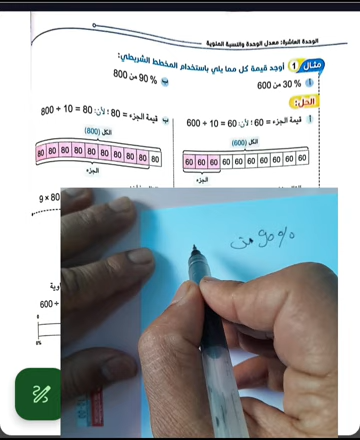 الوحدة العاشرة: معدل الوحدة والنسبة المئوية
مثال 1 أوجد قيمة كل مما يلي باستخدام المخطط الشريطي:
أ 30 % من 600
ب 90 % من 800
الحل:
أ قيمة الجزء = 60 ؛ لأن: 60 = 10 ÷ 600
ب قيمة الجزء = 80 ؛ لأن: 80 = 10 ÷ 800
الكل (600)
60 60 60 60 60 60 60 60 60 60
الجزء
الكل (800)
80 80 80 80 80 80 80 80 80 80
الجزء
9 × 80
600 ÷
0%
90% من